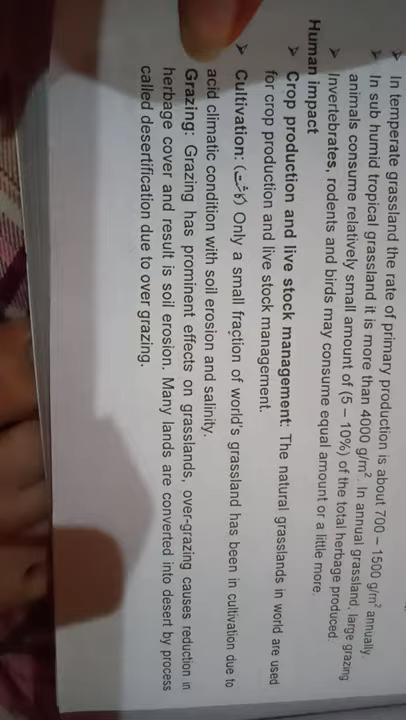 ➤ In temperate grassland the rate of primary production is about 700 – 1500 g/m² annually.
➤ In sub humid tropical grassland it is more than 4000 g/m². In annual grassland, large grazing
animals consume relatively small amount of (5 – 10%) of the total herbage produced.
➤ Invertebrates, rodents and birds may consume equal amount or a little more.
Human impact
➤ Crop production and live stock management: The natural grasslands in world are used
for crop production and live stock management.
➤ Cultivation: (کاشت) Only a small fraction of world's grassland has been in cultivation due to
acid climatic condition with soil erosion and salinity.
Grazing: Grazing has prominent effects on grasslands, over-grazing causes reduction in
herbage cover and result is soil erosion. Many lands are converted into desert by process
called desertification due to over grazing.